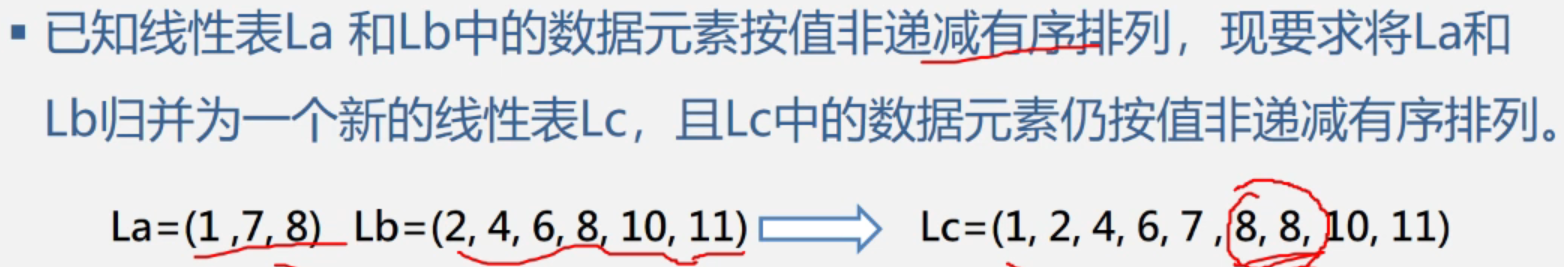 ▪ 已知线性表La 和Lb中的数据元素按值非递减有序排列，现要求将La和
Lb归并为一个新的线性表Lc，且Lc中的数据元素仍按值非递减有序排列。
La=(1 ,7, 8) Lb=(2, 4, 6, 8, 10, 11) Lc=(1, 2, 4, 6, 7 , 8, 8, 10, 11)